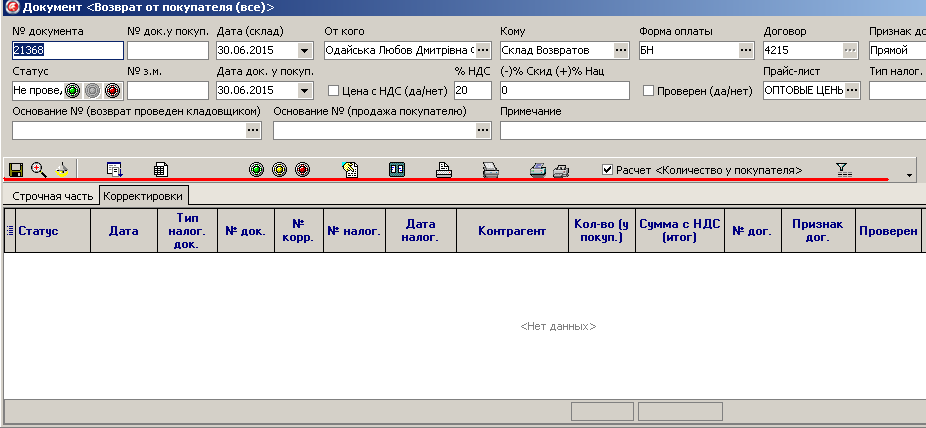 Документ <Возврат от покупателя (все)>
№ документа № док.у покуп. Дата (склад) От кого Кому Форма оплаты Договор Признак до
21368 30.06.2015 Одайська Любов Дмитрівна Склад Возвратов БН 4215 Прямой
Статус № з.м. Дата док. у покуп. % НДС (-)% Скид (+)% Нац Прайс-лист Тип налог.
Не прове, 30.06.2015 Цена с НДС (да/нет) 20 0 Проверен (да/нет) ОПТОВЫЕ ЦЕНЬ
Основание № (возврат проведен кладовщиком) Основание № (продажа покупателю) Примечание
Расчет <Количество у покупателя>
Строчная часть Корректировки
Статус Дата Тип налог. док. № док. № корр. № налог. Дата налог. Контрагент Кол-во (у покуп.) Сумма с НДС (итог) № дог. Признак дог. Проверен
<Нет данных>